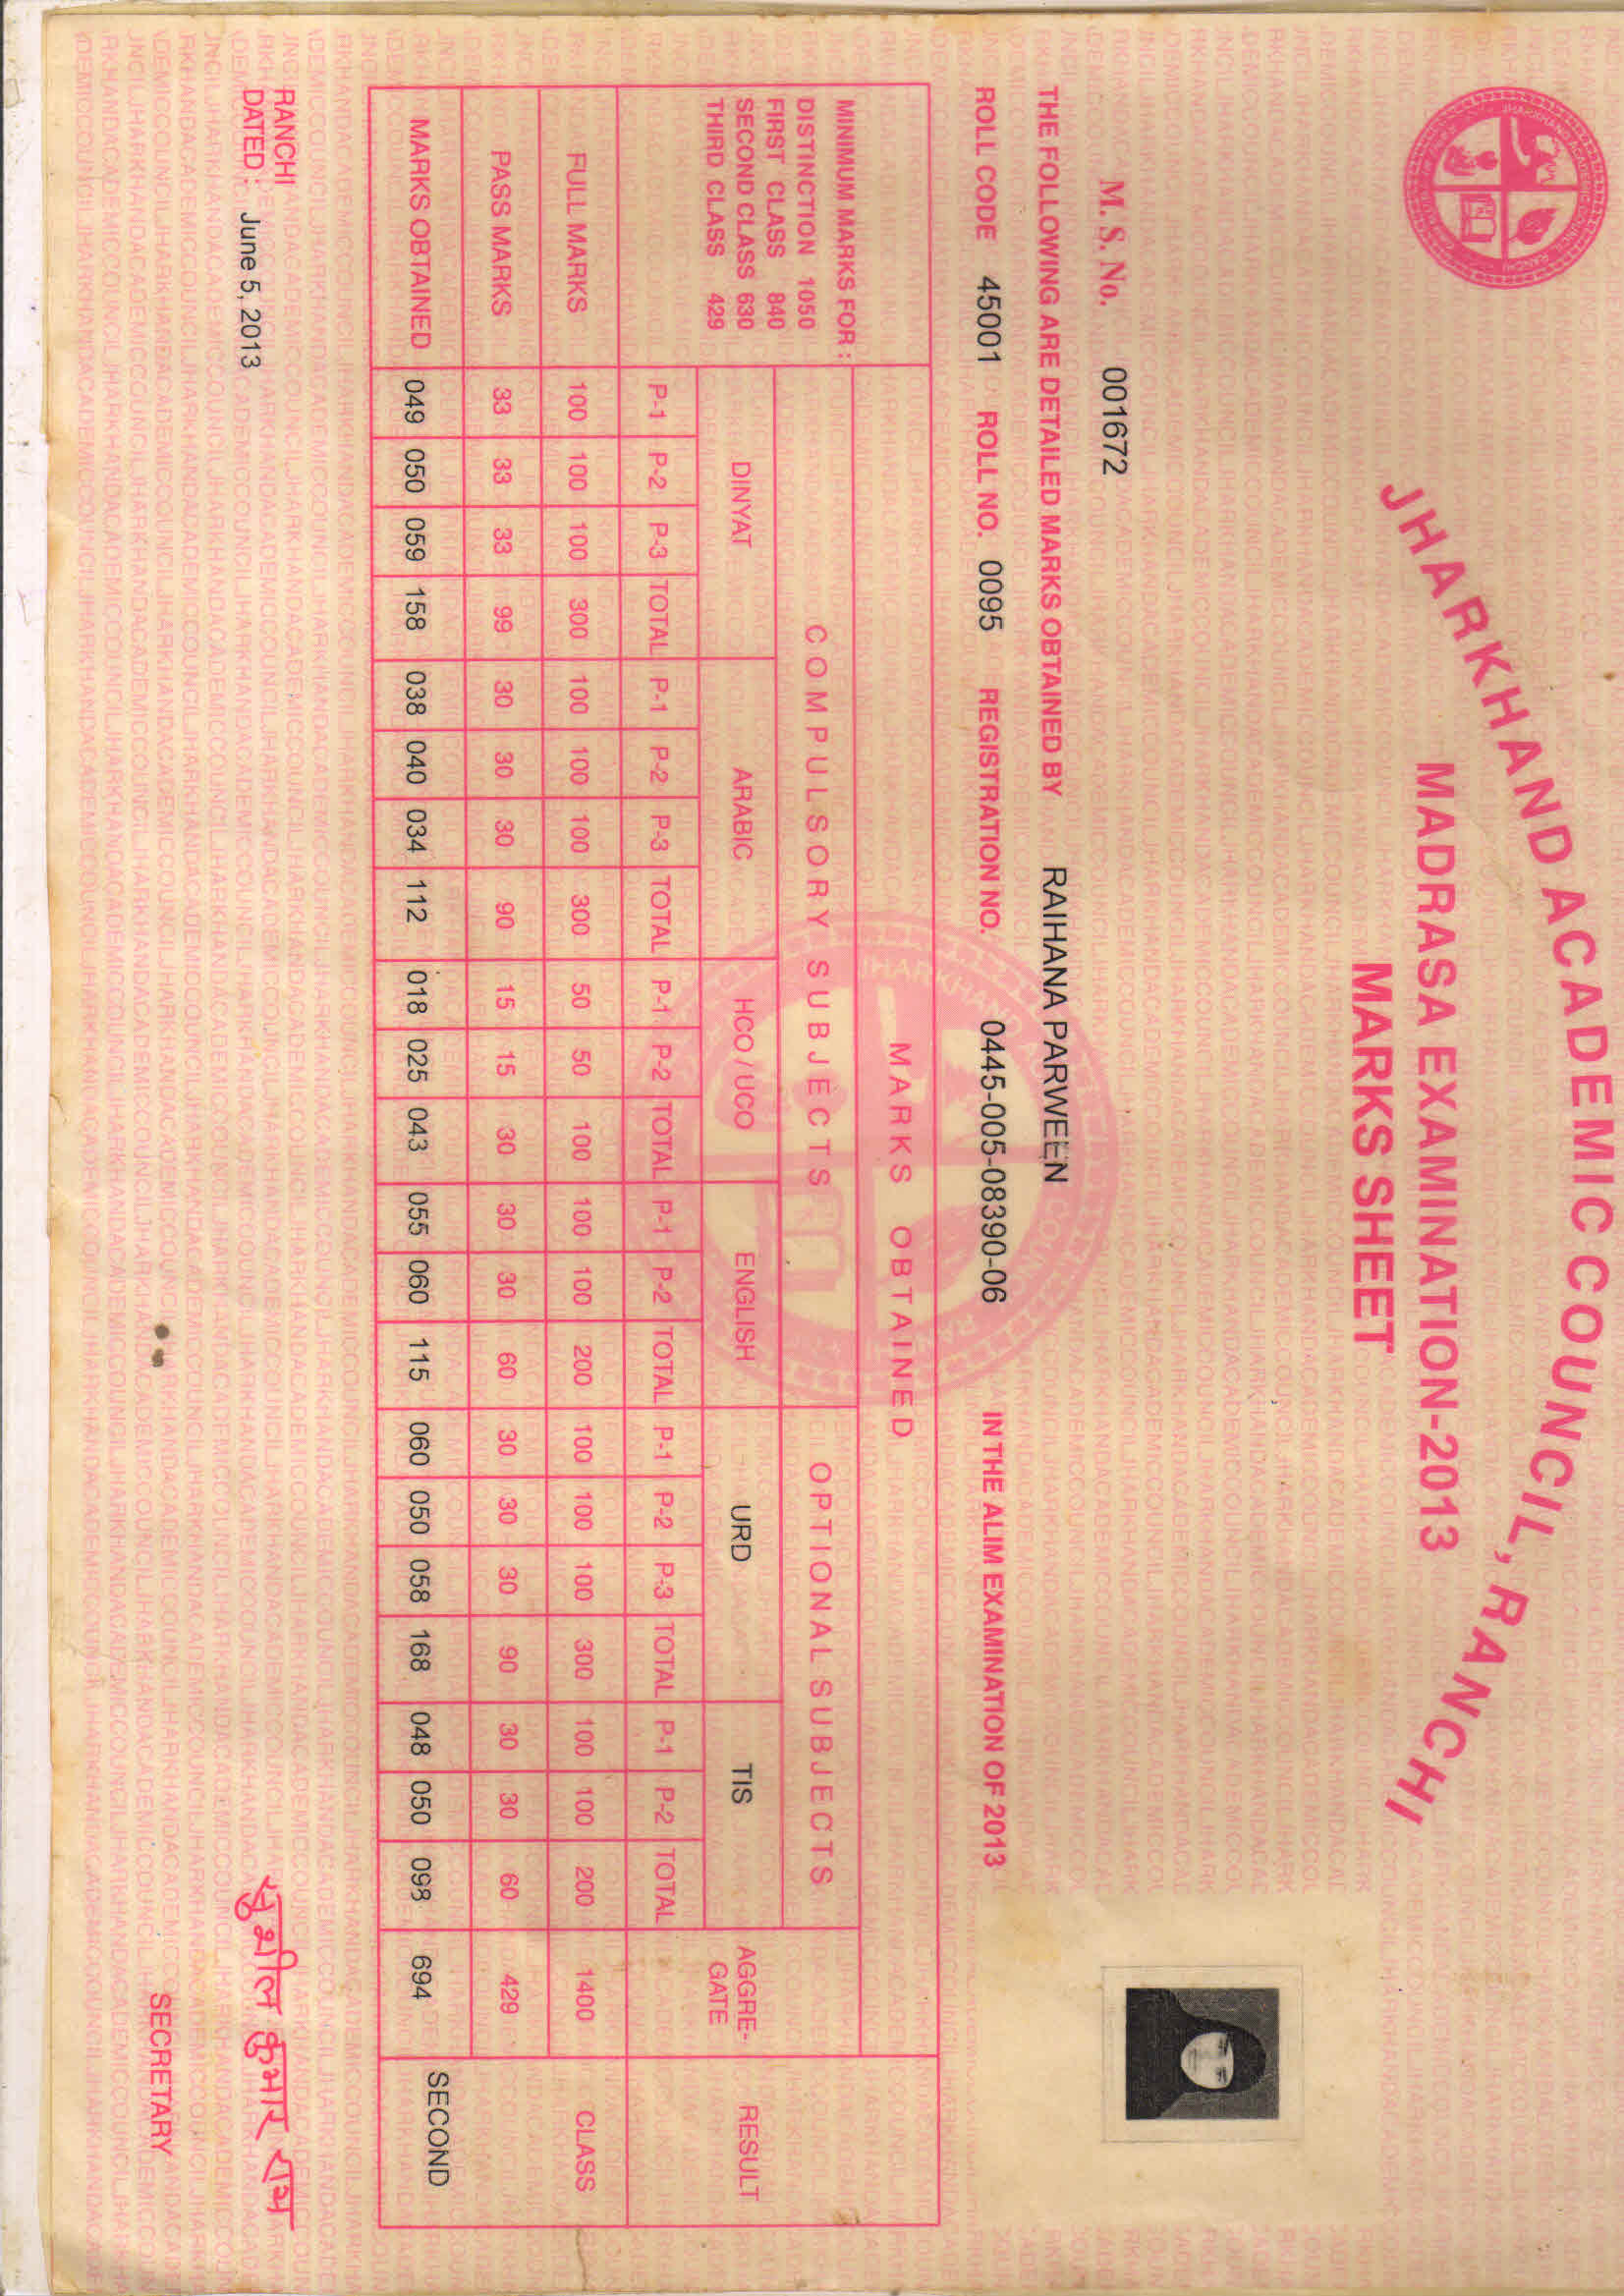 JHARKHAND ACADEMIC COUNCIL, RANCHI
MADRASA EXAMINATION-2013
MARKS SHEET
M. S. No. 001672
THE FOLLOWING ARE DETAILED MARKS OBTAINED BY RAIHANA PARWEEN
ROLL CODE 45001 ROLL NO. 0095 REGISTRATION NO. 0445-005-08390-06 IN THE ALIM EXAMINATION OF 2013
MINIMUM MARKS FOR :
DISTINCTION 1050
FIRST CLASS 840
SECOND CLASS 630
THIRD CLASS 429
MARKS OBTAINED
COMPULSORY SUBJECTS OPTIONAL SUBJECTS
DINYAT ARABIC HCO / UCO ENGLISH URD TIS AGGRE-GATE RESULT
P-1 P-2 P-3 TOTAL P-1 P-2 P-3 TOTAL P-1 P-2 TOTAL P-1 P-2 TOTAL P-1 P-2 P-3 TOTAL P-1 P-2 TOTAL
FULL MARKS 100 100 100 300 100 100 100 300 50 50 100 100 100 200 100 100 100 300 100 100 200 1400 CLASS
PASS MARKS 33 33 33 99 30 30 30 90 15 15 30 30 30 60 30 30 30 90 30 30 60 429
MARKS OBTAINED 049 050 059 158 038 040 034 112 018 025 043 055 060 115 060 050 058 168 048 050 098 694 SECOND
RANCHI
DATED : June 5, 2013
सुशील कुमार राय
SECRETARY